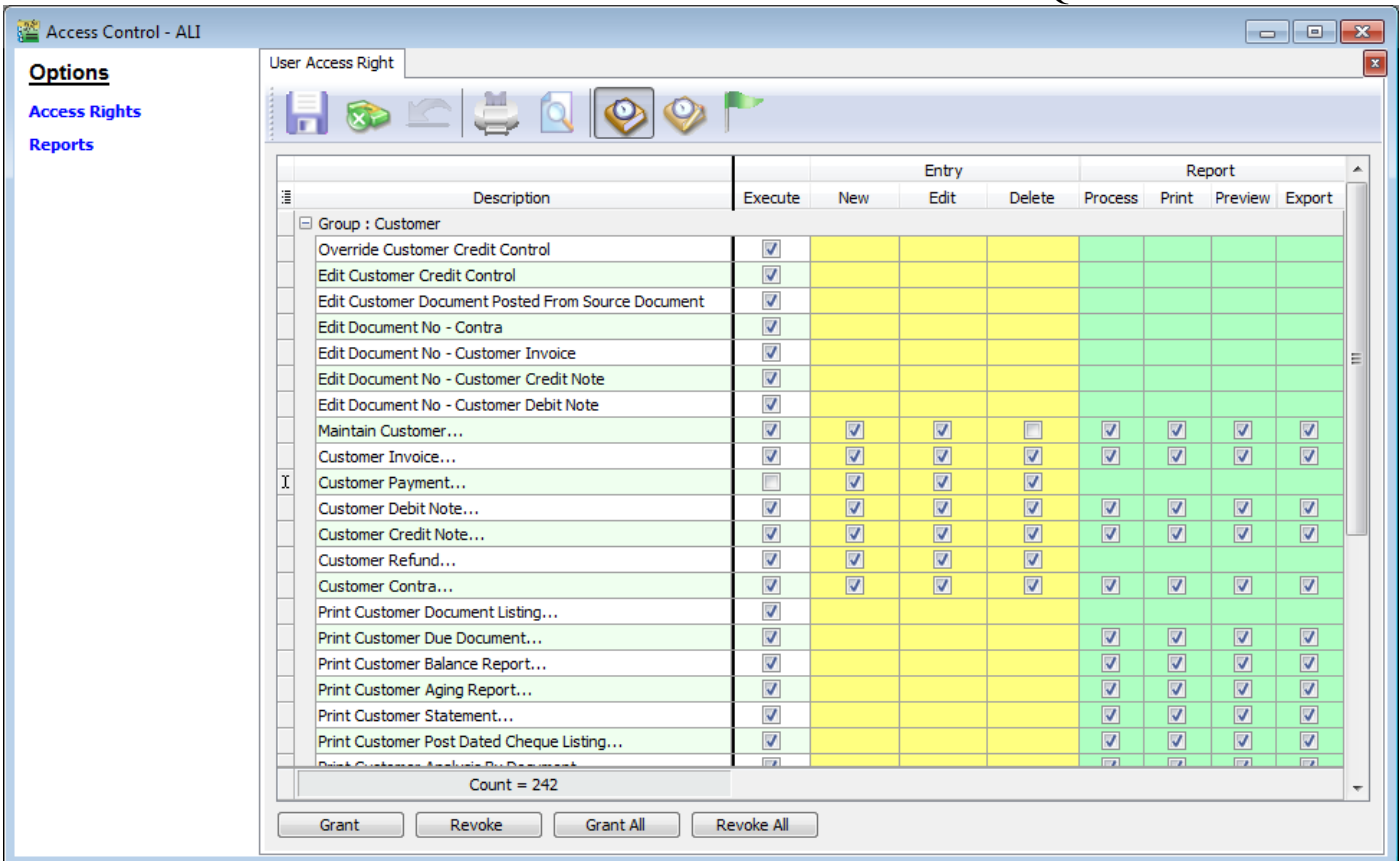 Access Control - ALI
Options
Access Rights
Reports
User Access Right
Entry Report
Description Execute New Edit Delete Process Print Preview Export
Group : Customer
Override Customer Credit Control
Edit Customer Credit Control
Edit Customer Document Posted From Source Document
Edit Document No - Contra
Edit Document No - Customer Invoice
Edit Document No - Customer Credit Note
Edit Document No - Customer Debit Note
Maintain Customer...
Customer Invoice...
Customer Payment...
Customer Debit Note...
Customer Credit Note...
Customer Refund...
Customer Contra...
Print Customer Document Listing...
Print Customer Due Document...
Print Customer Balance Report...
Print Customer Aging Report...
Print Customer Statement...
Print Customer Post Dated Cheque Listing...
Print Customer Analysis By Document
Count = 242
Grant Revoke Grant All Revoke All